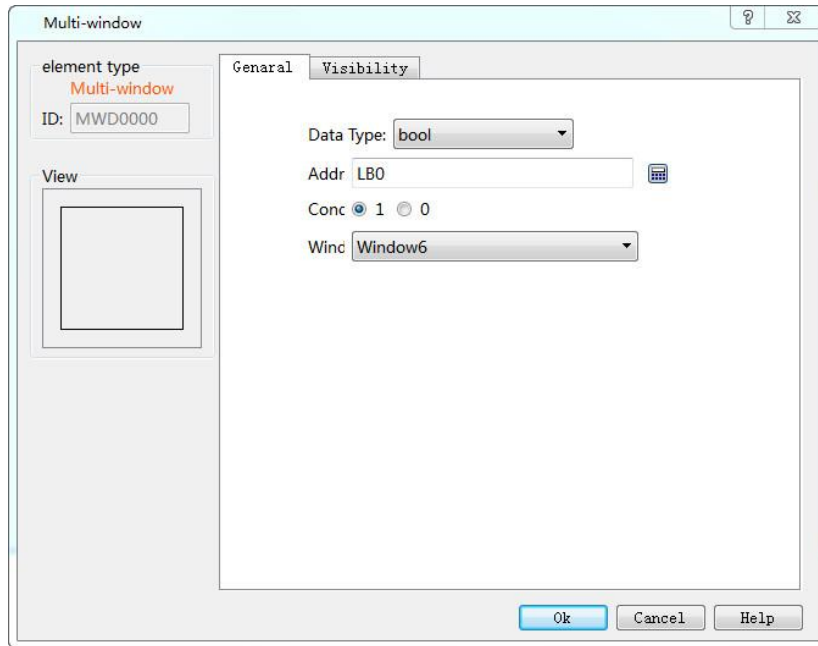 Multi-window
element type
Multi-window
ID: MWD0000
View
Genaral
Visibility
Data Type: bool
Addr LB0
Conc 1 0
Wind Window6
Ok Cancel Help